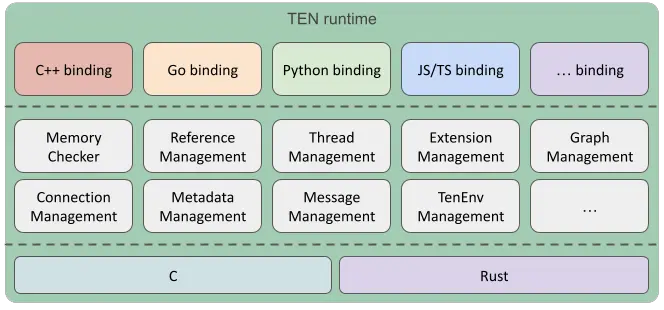 TEN runtime
C++ binding
Go binding
Python binding
JS/TS binding
... binding
Memory
Checker
Reference
Management
Thread
Management
Extension
Management
Graph
Management
Connection
Management
Metadata
Management
Message
Management
TenEnv
Management
...
C
Rust